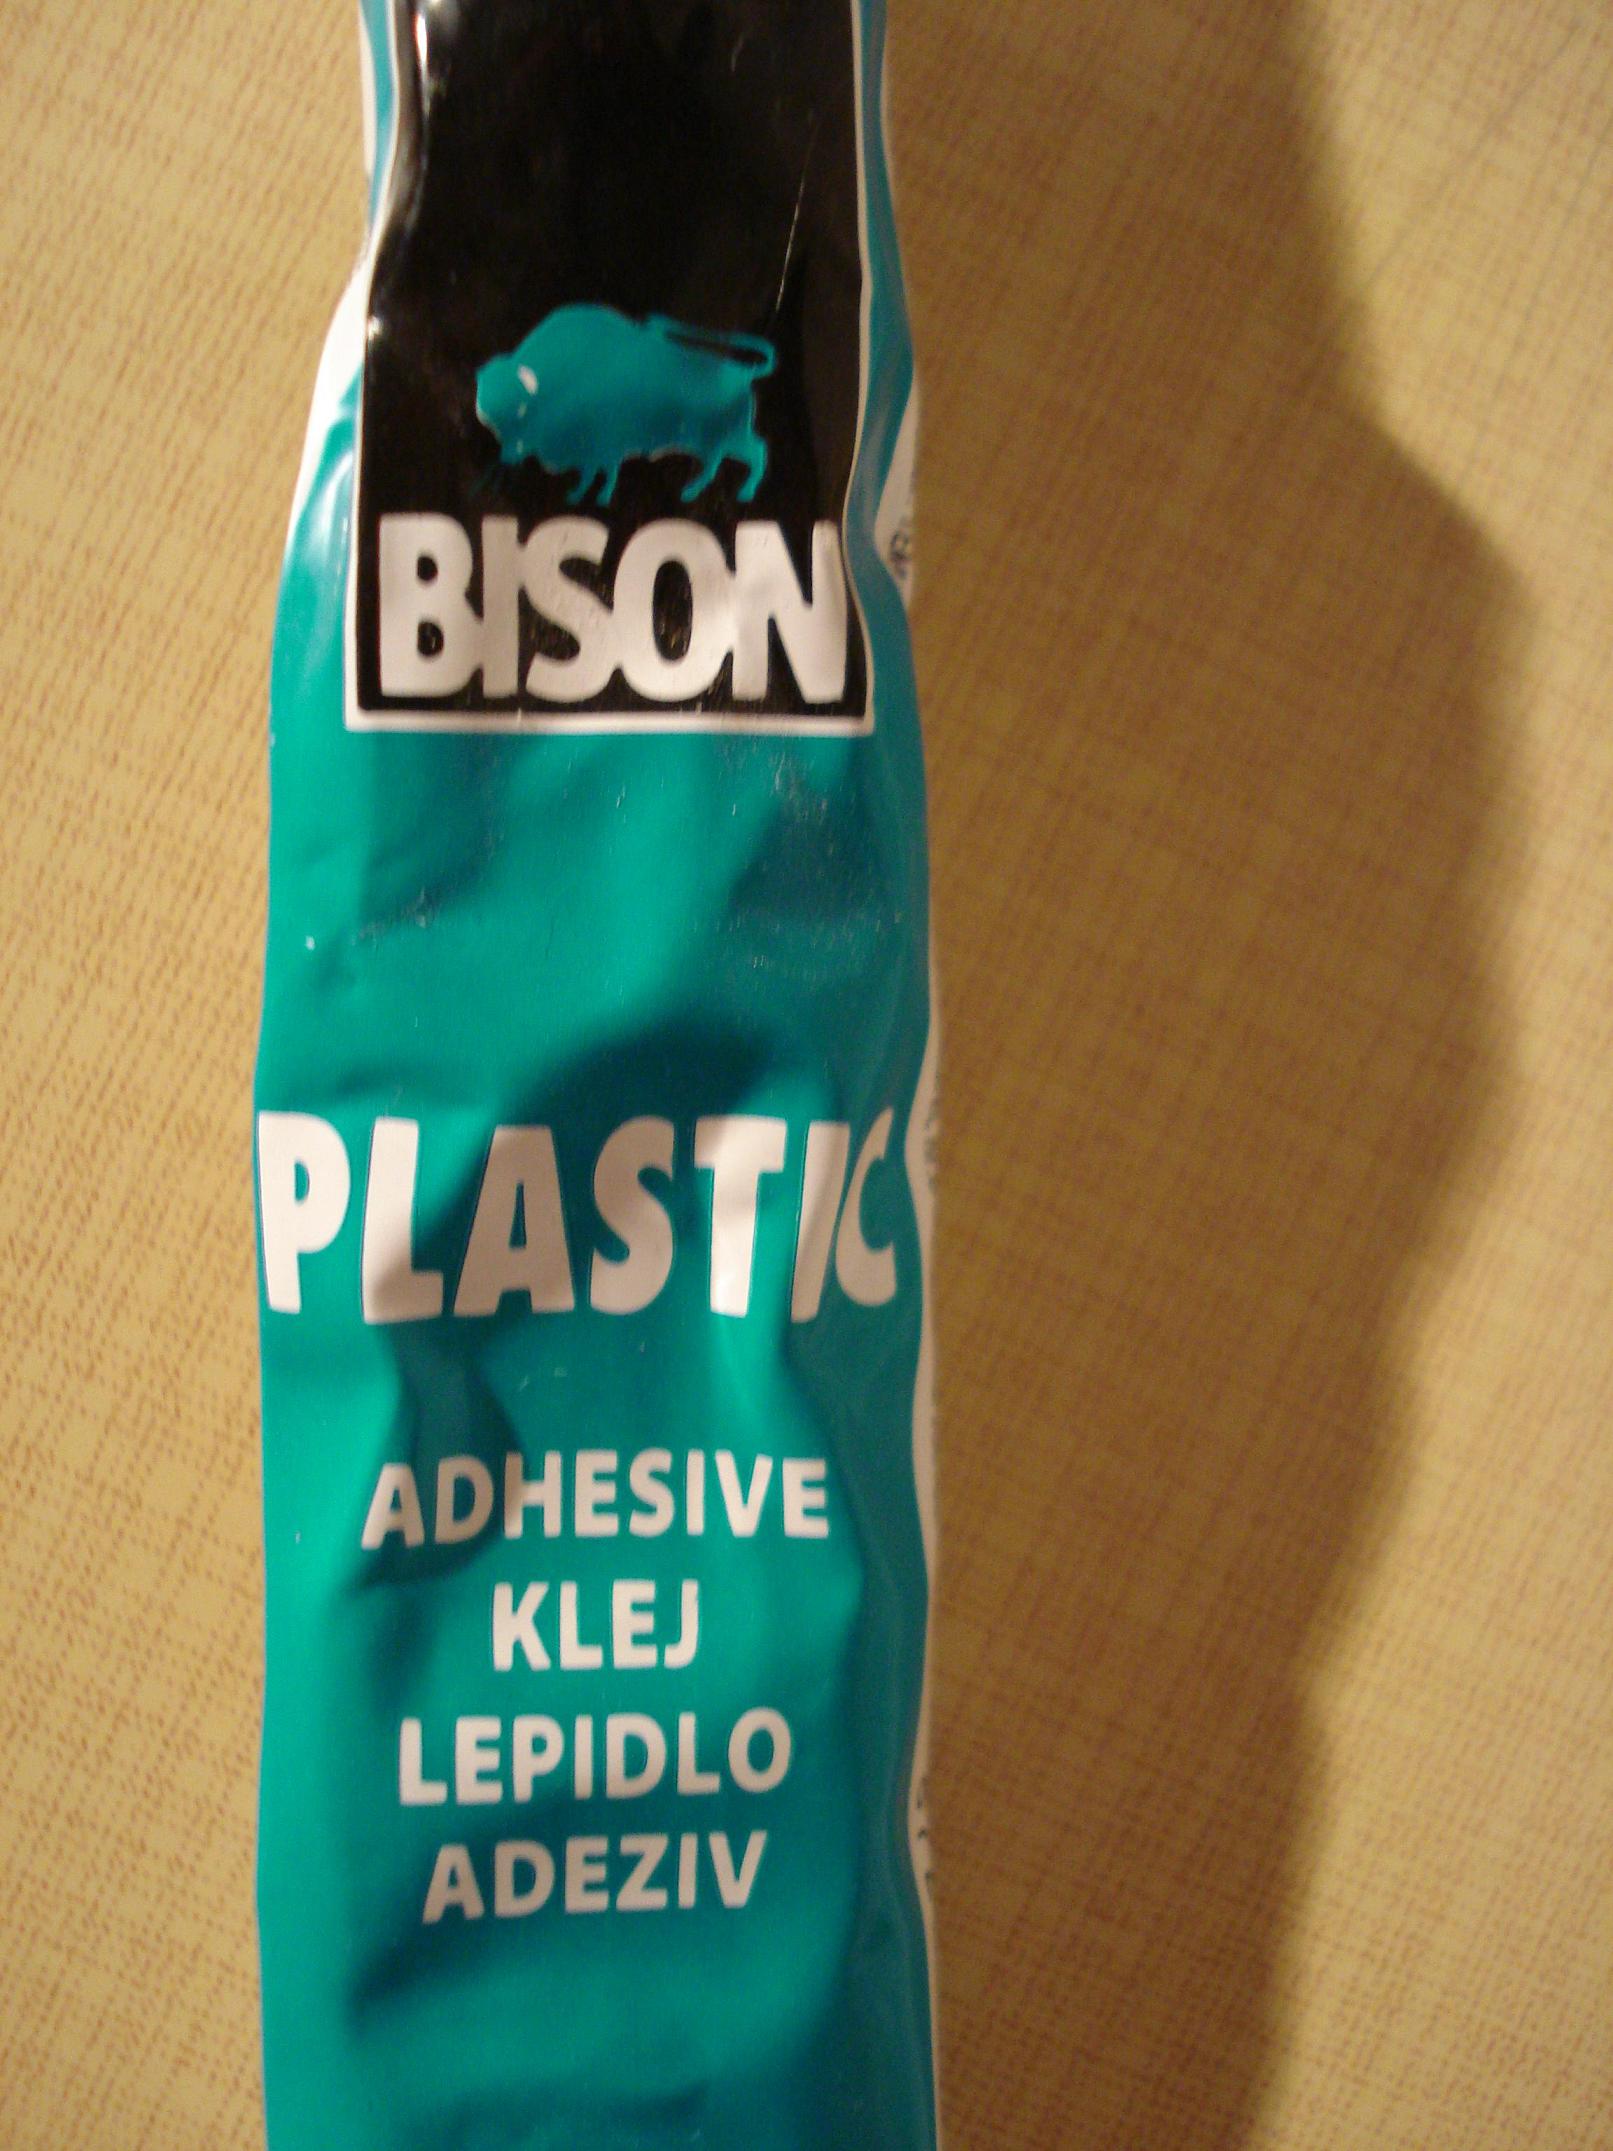 BISON
PLASTIC
ADHESIVE
KLEJ
LEPIDLO
ADEZIV